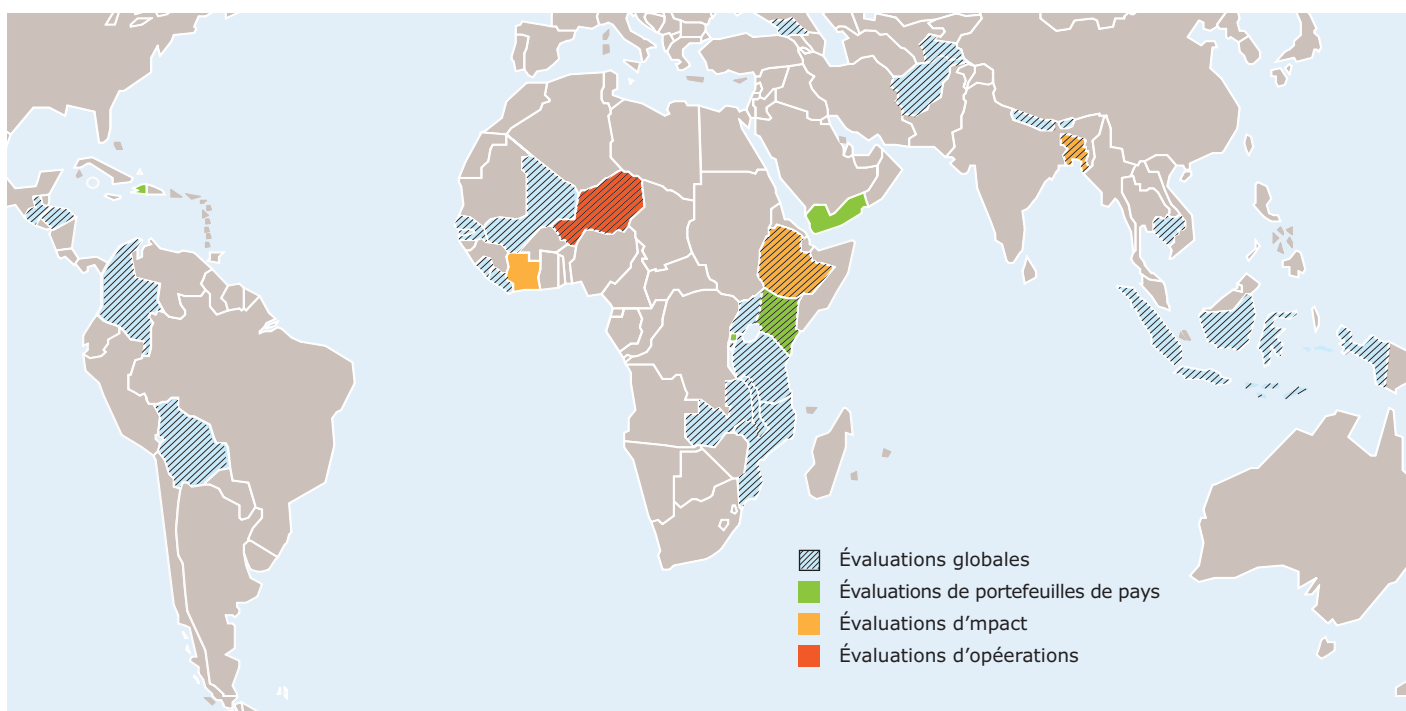 Évaluations globales
Évaluations de portefeuilles de pays
Évaluations d’mpact
Évaluations d’opéerations